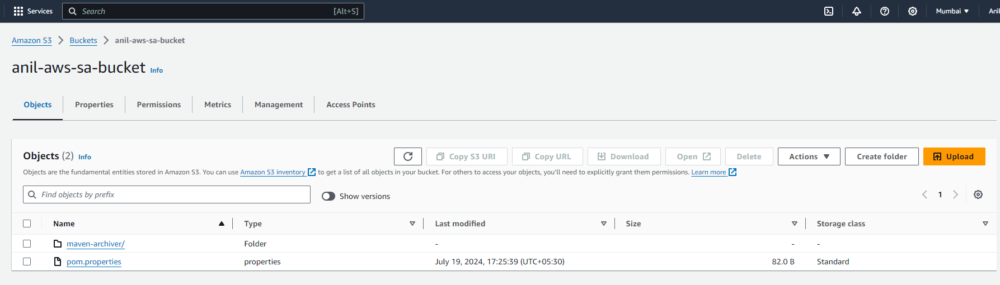 Services Search [Alt+S] Mumbai Anil
Amazon S3 Buckets anil-aws-sa-bucket
anil-aws-sa-bucket Info
Objects Properties Permissions Metrics Management Access Points
Objects (2) Info Copy S3 URI Copy URL Download Open Delete Actions Create folder Upload
Objects are the fundamental entities stored in Amazon S3. You can use Amazon S3 inventory to get a list of all objects in your bucket. For others to access your objects, you'll need to explicitly grant them permissions. Learn more
Find objects by prefix Show versions 1
Name Type Last modified Size Storage class
maven-archiver/ Folder - - -
pom.properties properties July 19, 2024, 17:25:39 (UTC+05:30) 82.0 B Standard